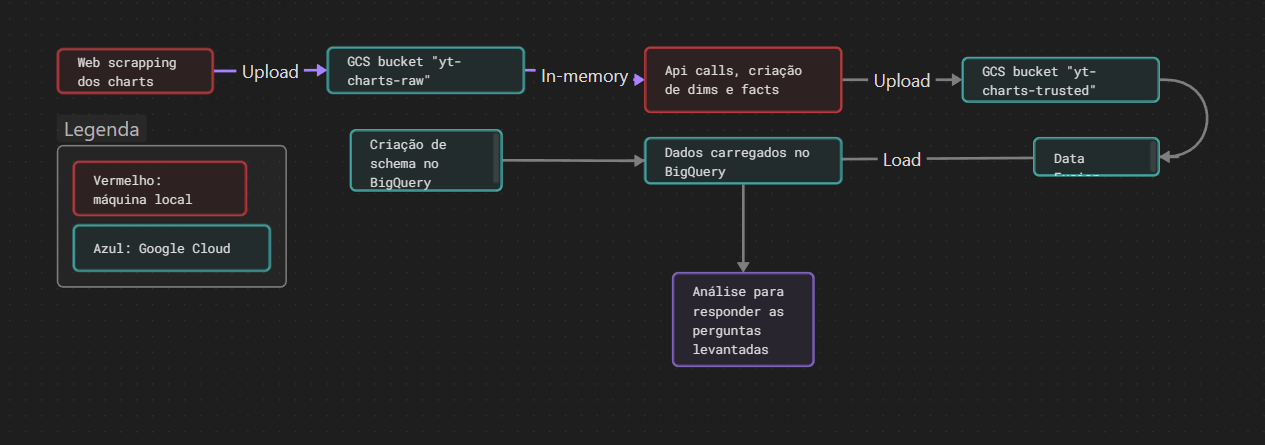 Web scrapping
dos charts
Upload
GCS bucket "yt-
charts-raw"
In-memory
Api calls, criação
de dims e facts
Upload
GCS bucket "yt-
charts-trusted"
Legenda
Vermelho:
máquina local
Azul: Google Cloud
Criação de
schema no
BigQuery
Dados carregados no
BigQuery
Load
Data
Análise para
responder as
perguntas
levantadas